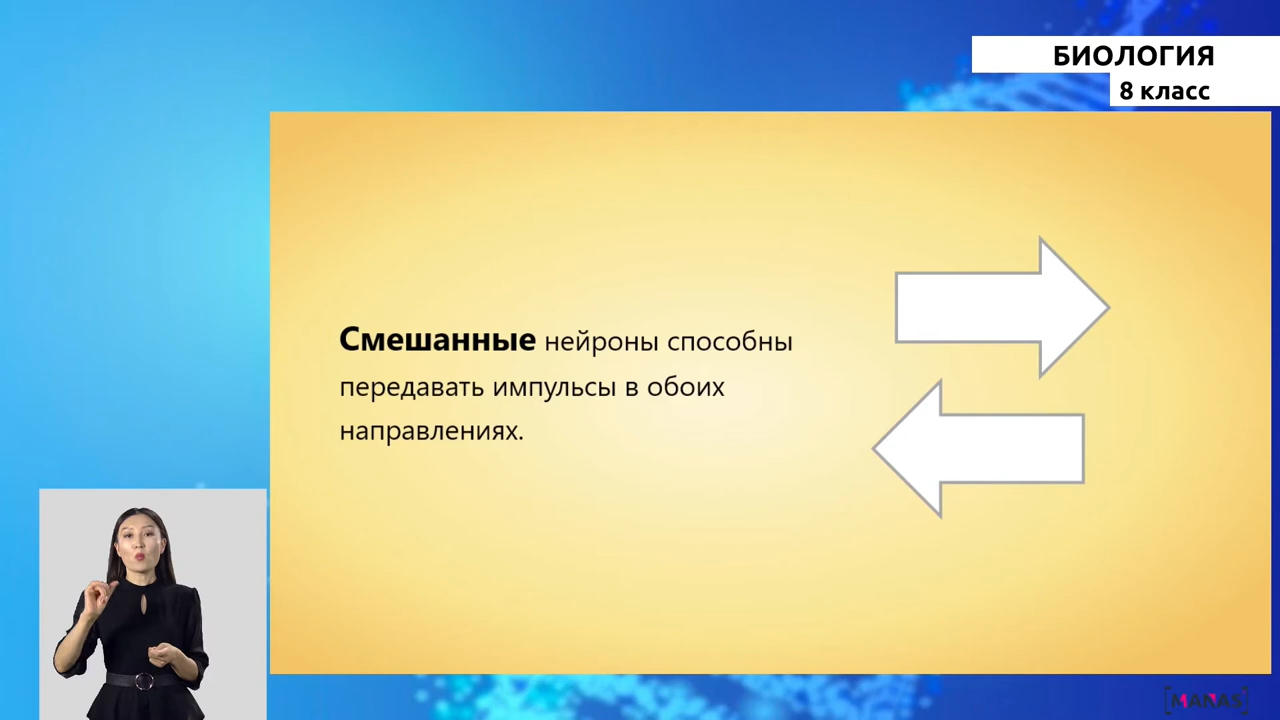 БИОЛОГИЯ
8 класс
Смешанные нейроны способны
передавать импульсы в обоих
направлениях.
MANAS